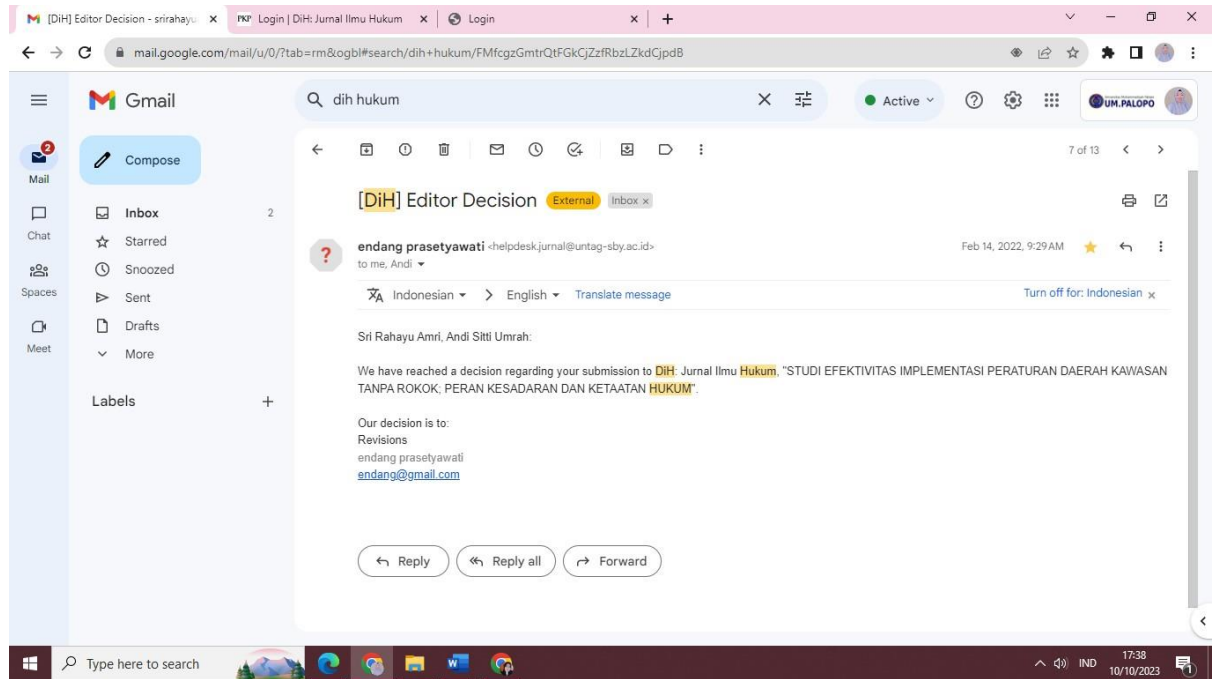 [DiH] Editor Decision - srirahayu
PKP Login | DiH: Jurnal Ilmu Hukum
Login
mail.google.com/mail/u/0/?tab=rm&ogbl#search/dih+hukum/FMfcgzGmtrQtFGkCjZzfRbzLZkdCjpdB
Gmail
dih hukum
Active
UM.PALOPO
2
Mail
Chat
Spaces
Meet
Compose
Inbox 2
Starred
Snoozed
Sent
Drafts
More
Labels
7 of 13
[DiH] Editor Decision External Inbox x
endang prasetyawati <helpdesk.jurnal@untag-sby.ac.id> Feb 14, 2022, 9:29 AM
to me, Andi
Indonesian > English Translate message Turn off for: Indonesian x
Sri Rahayu Amri, Andi Sitti Umrah:
We have reached a decision regarding your submission to DiH: Jurnal Ilmu Hukum, "STUDI EFEKTIVITAS IMPLEMENTASI PERATURAN DAERAH KAWASAN
TANPA ROKOK; PERAN KESADARAN DAN KETAATAN HUKUM".
Our decision is to:
Revisions
endang prasetyawati
endang@gmail.com
Reply Reply all Forward
Type here to search
IND
17:38
10/10/2023
1